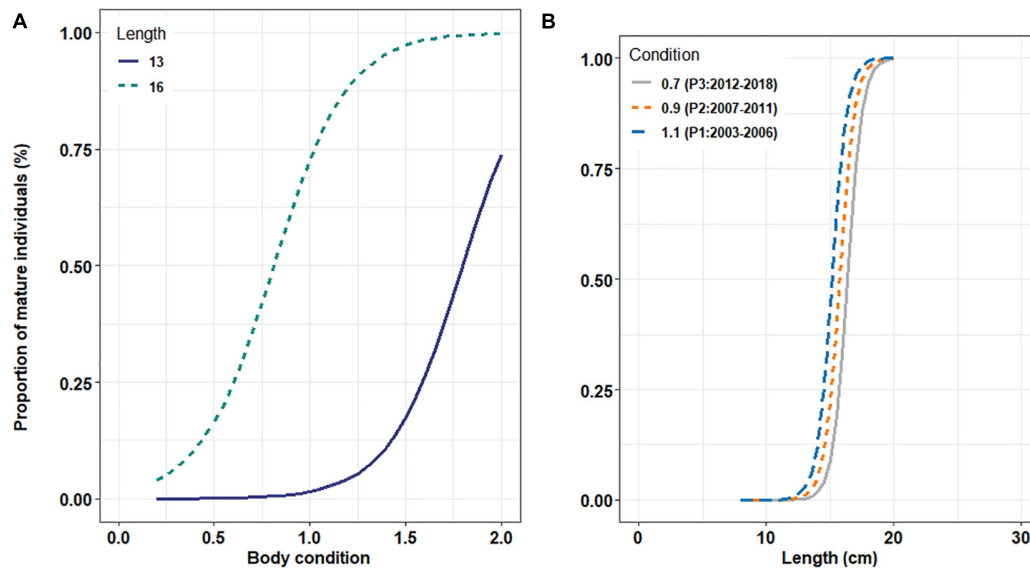 A
Proportion of mature individuals (%)
1.00
0.75
0.50
0.25
0.00
Length
13
16
0.0 0.5 1.0 1.5 2.0
Body condition
B
1.00
0.75
0.50
0.25
0.00
Condition
0.7 (P3:2012-2018)
0.9 (P2:2007-2011)
1.1 (P1:2003-2006)
0 10 20 30
Length (cm)